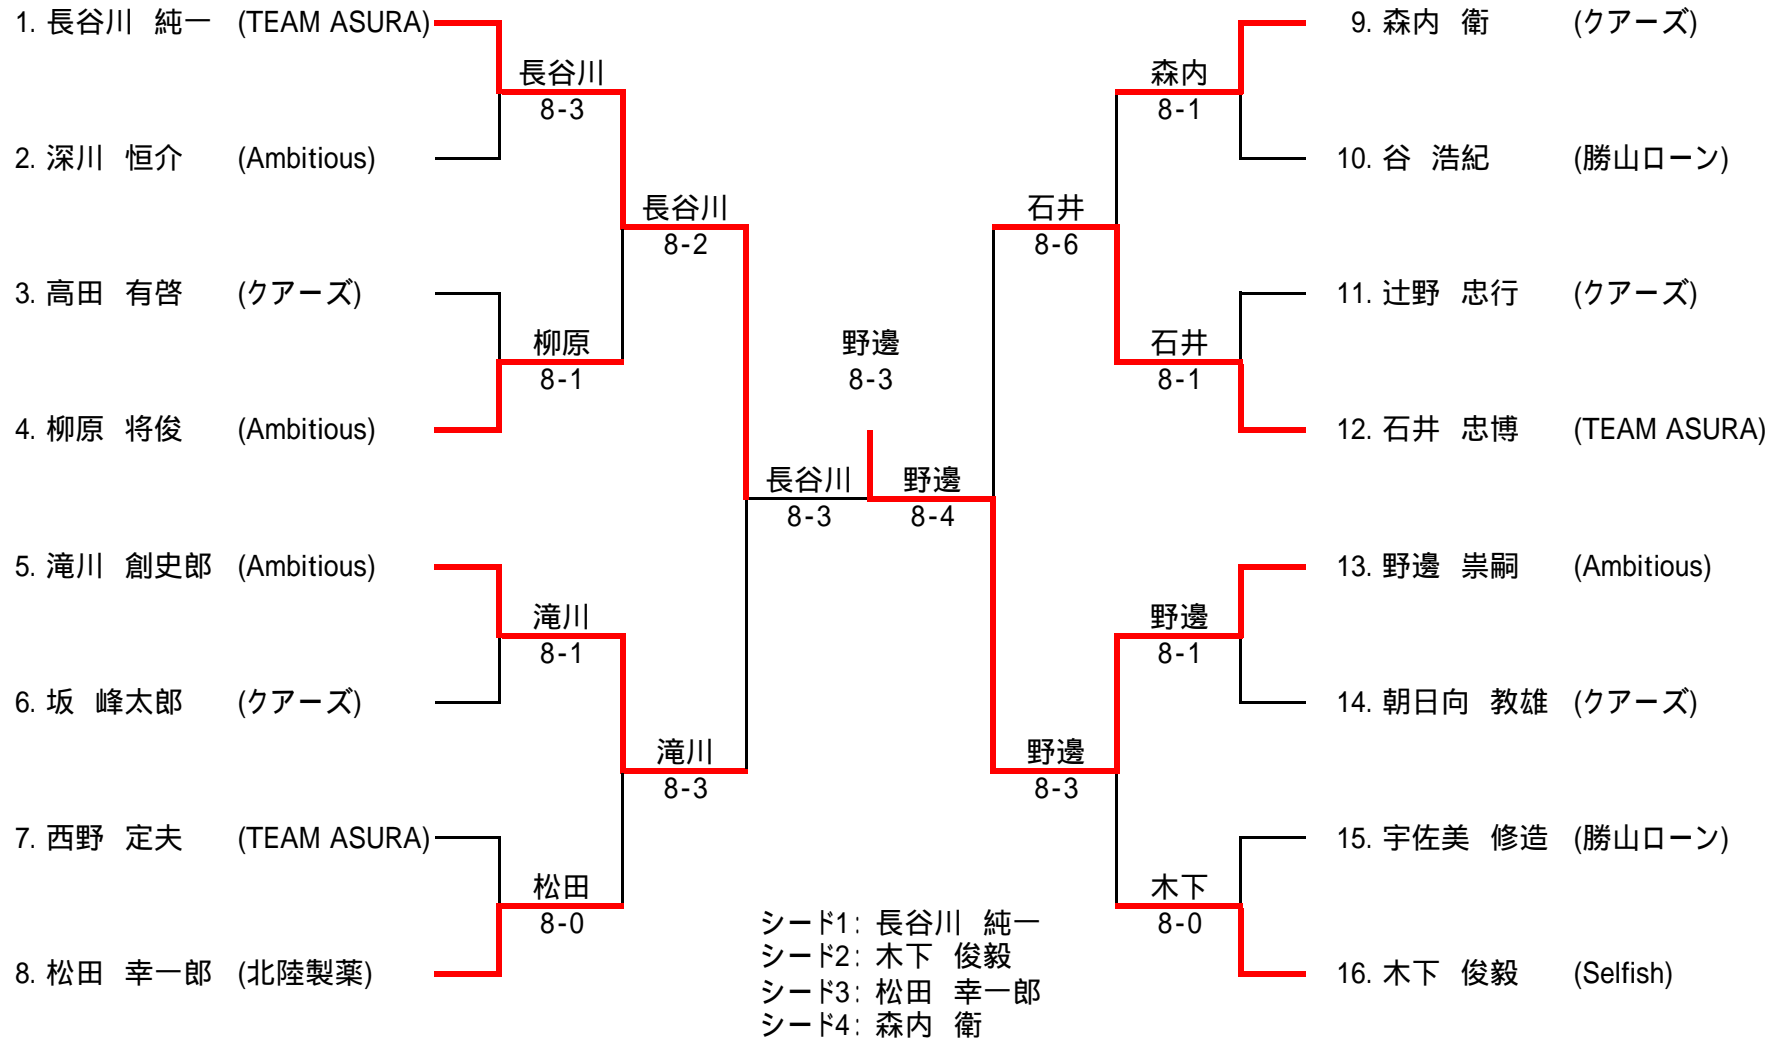 1. 長谷川 純一 (TEAM ASURA)
2. 深川 恒介 (Ambitious)
3. 高田 有啓 (クアーズ)
4. 柳原 将俊 (Ambitious)
5. 滝川 創史郎 (Ambitious)
6. 坂 峰太郎 (クアーズ)
7. 西野 定夫 (TEAM ASURA)
8. 松田 幸一郎 (北陸製薬)
長谷川
8-3
柳原
8-1
滝川
8-1
松田
8-0
長谷川
8-2
滝川
8-3
長谷川
8-3
野邊
8-3
野邊
8-4
石井
8-6
野邊
8-3
森内
8-1
石井
8-1
野邊
8-1
木下
8-0
9. 森内 衛 (クアーズ)
10. 谷 浩紀 (勝山ローン)
11. 辻野 忠行 (クアーズ)
12. 石井 忠博 (TEAM ASURA)
13. 野邊 崇嗣 (Ambitious)
14. 朝日向 教雄 (クアーズ)
15. 宇佐美 修造 (勝山ローン)
16. 木下 俊毅 (Selfish)
シード1: 長谷川 純一
シード2: 木下 俊毅
シード3: 松田 幸一郎
シード4: 森内 衛